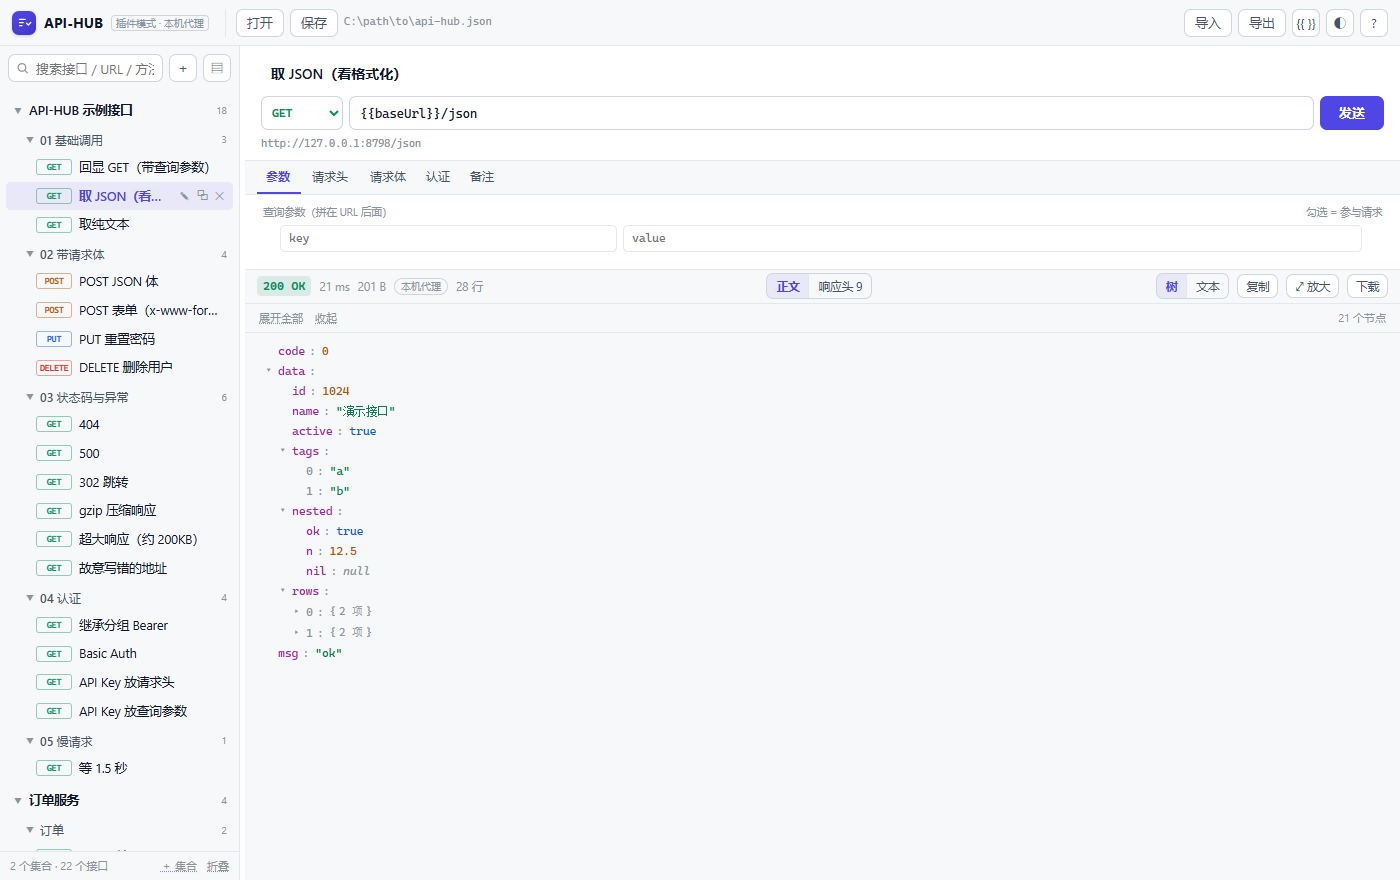 API-HUB 插件模式 · 本机代理 打开 保存 C:\path\to\api-hub.json 导入 导出 {{ }} ?
搜索接口 / URL / 方法 +
API-HUB 示例接口 18
01 基础调用 3
GET 回显 GET（带查询参数）
GET 取 JSON（看...
GET 取纯文本
02 带请求体 4
POST POST JSON 体
POST POST 表单（x-www-for...
PUT PUT 重置密码
DELETE DELETE 删除用户
03 状态码与异常 6
GET 404
GET 500
GET 302 跳转
GET gzip 压缩响应
GET 超大响应（约 200KB）
GET 故意写错的地址
04 认证 4
GET 继承分组 Bearer
GET Basic Auth
GET API Key 放请求头
GET API Key 放查询参数
05 慢请求 1
GET 等 1.5 秒
订单服务 4
订单 2
2 个集合 · 22 个接口 + 集合 折叠
取 JSON（看格式化）
GET {{baseUrl}}/json 发送
http://127.0.0.1:8798/json
参数 请求头 请求体 认证 备注
查询参数（拼在 URL 后面） 勾选 = 参与请求
key value
200 OK 21 ms 201 B 本机代理 28 行 正文 响应头 9 树 文本 复制 放大 下载
展开全部 收起 21 个节点
code : 0
data :
id : 1024
name : "演示接口"
active : true
tags :
0 : "a"
1 : "b"
nested :
ok : true
n : 12.5
nil : null
rows :
0 : { 2 项 }
1 : { 2 项 }
msg : "ok"